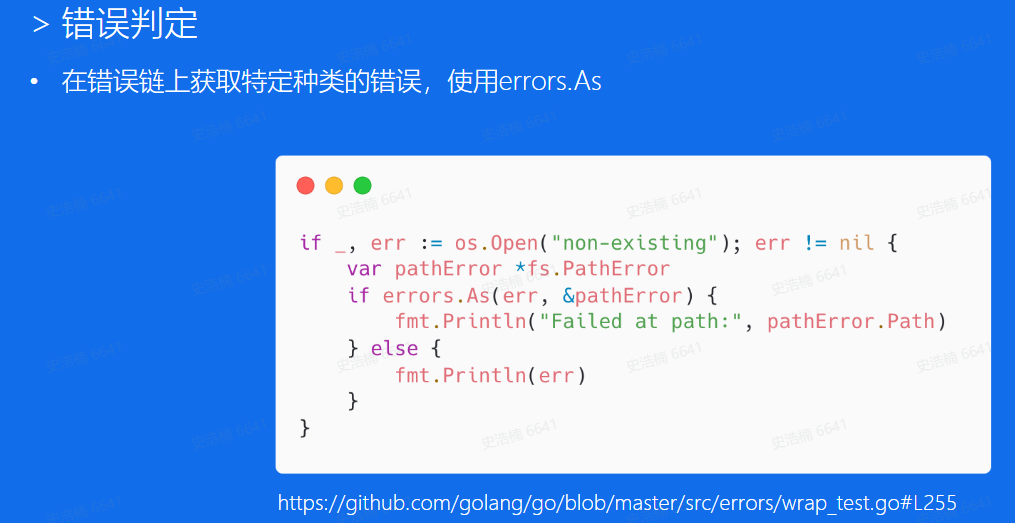 > 错误判定
• 在错误链上获取特定种类的错误，使用errors.As
if _, err := os.Open("non-existing"); err != nil {
    var pathError *fs.PathError
    if errors.As(err, &pathError) {
        fmt.Println("Failed at path:", pathError.Path)
    } else {
        fmt.Println(err)
    }
}
https://github.com/golang/go/blob/master/src/errors/wrap_test.go#L255
史浩楠 6641